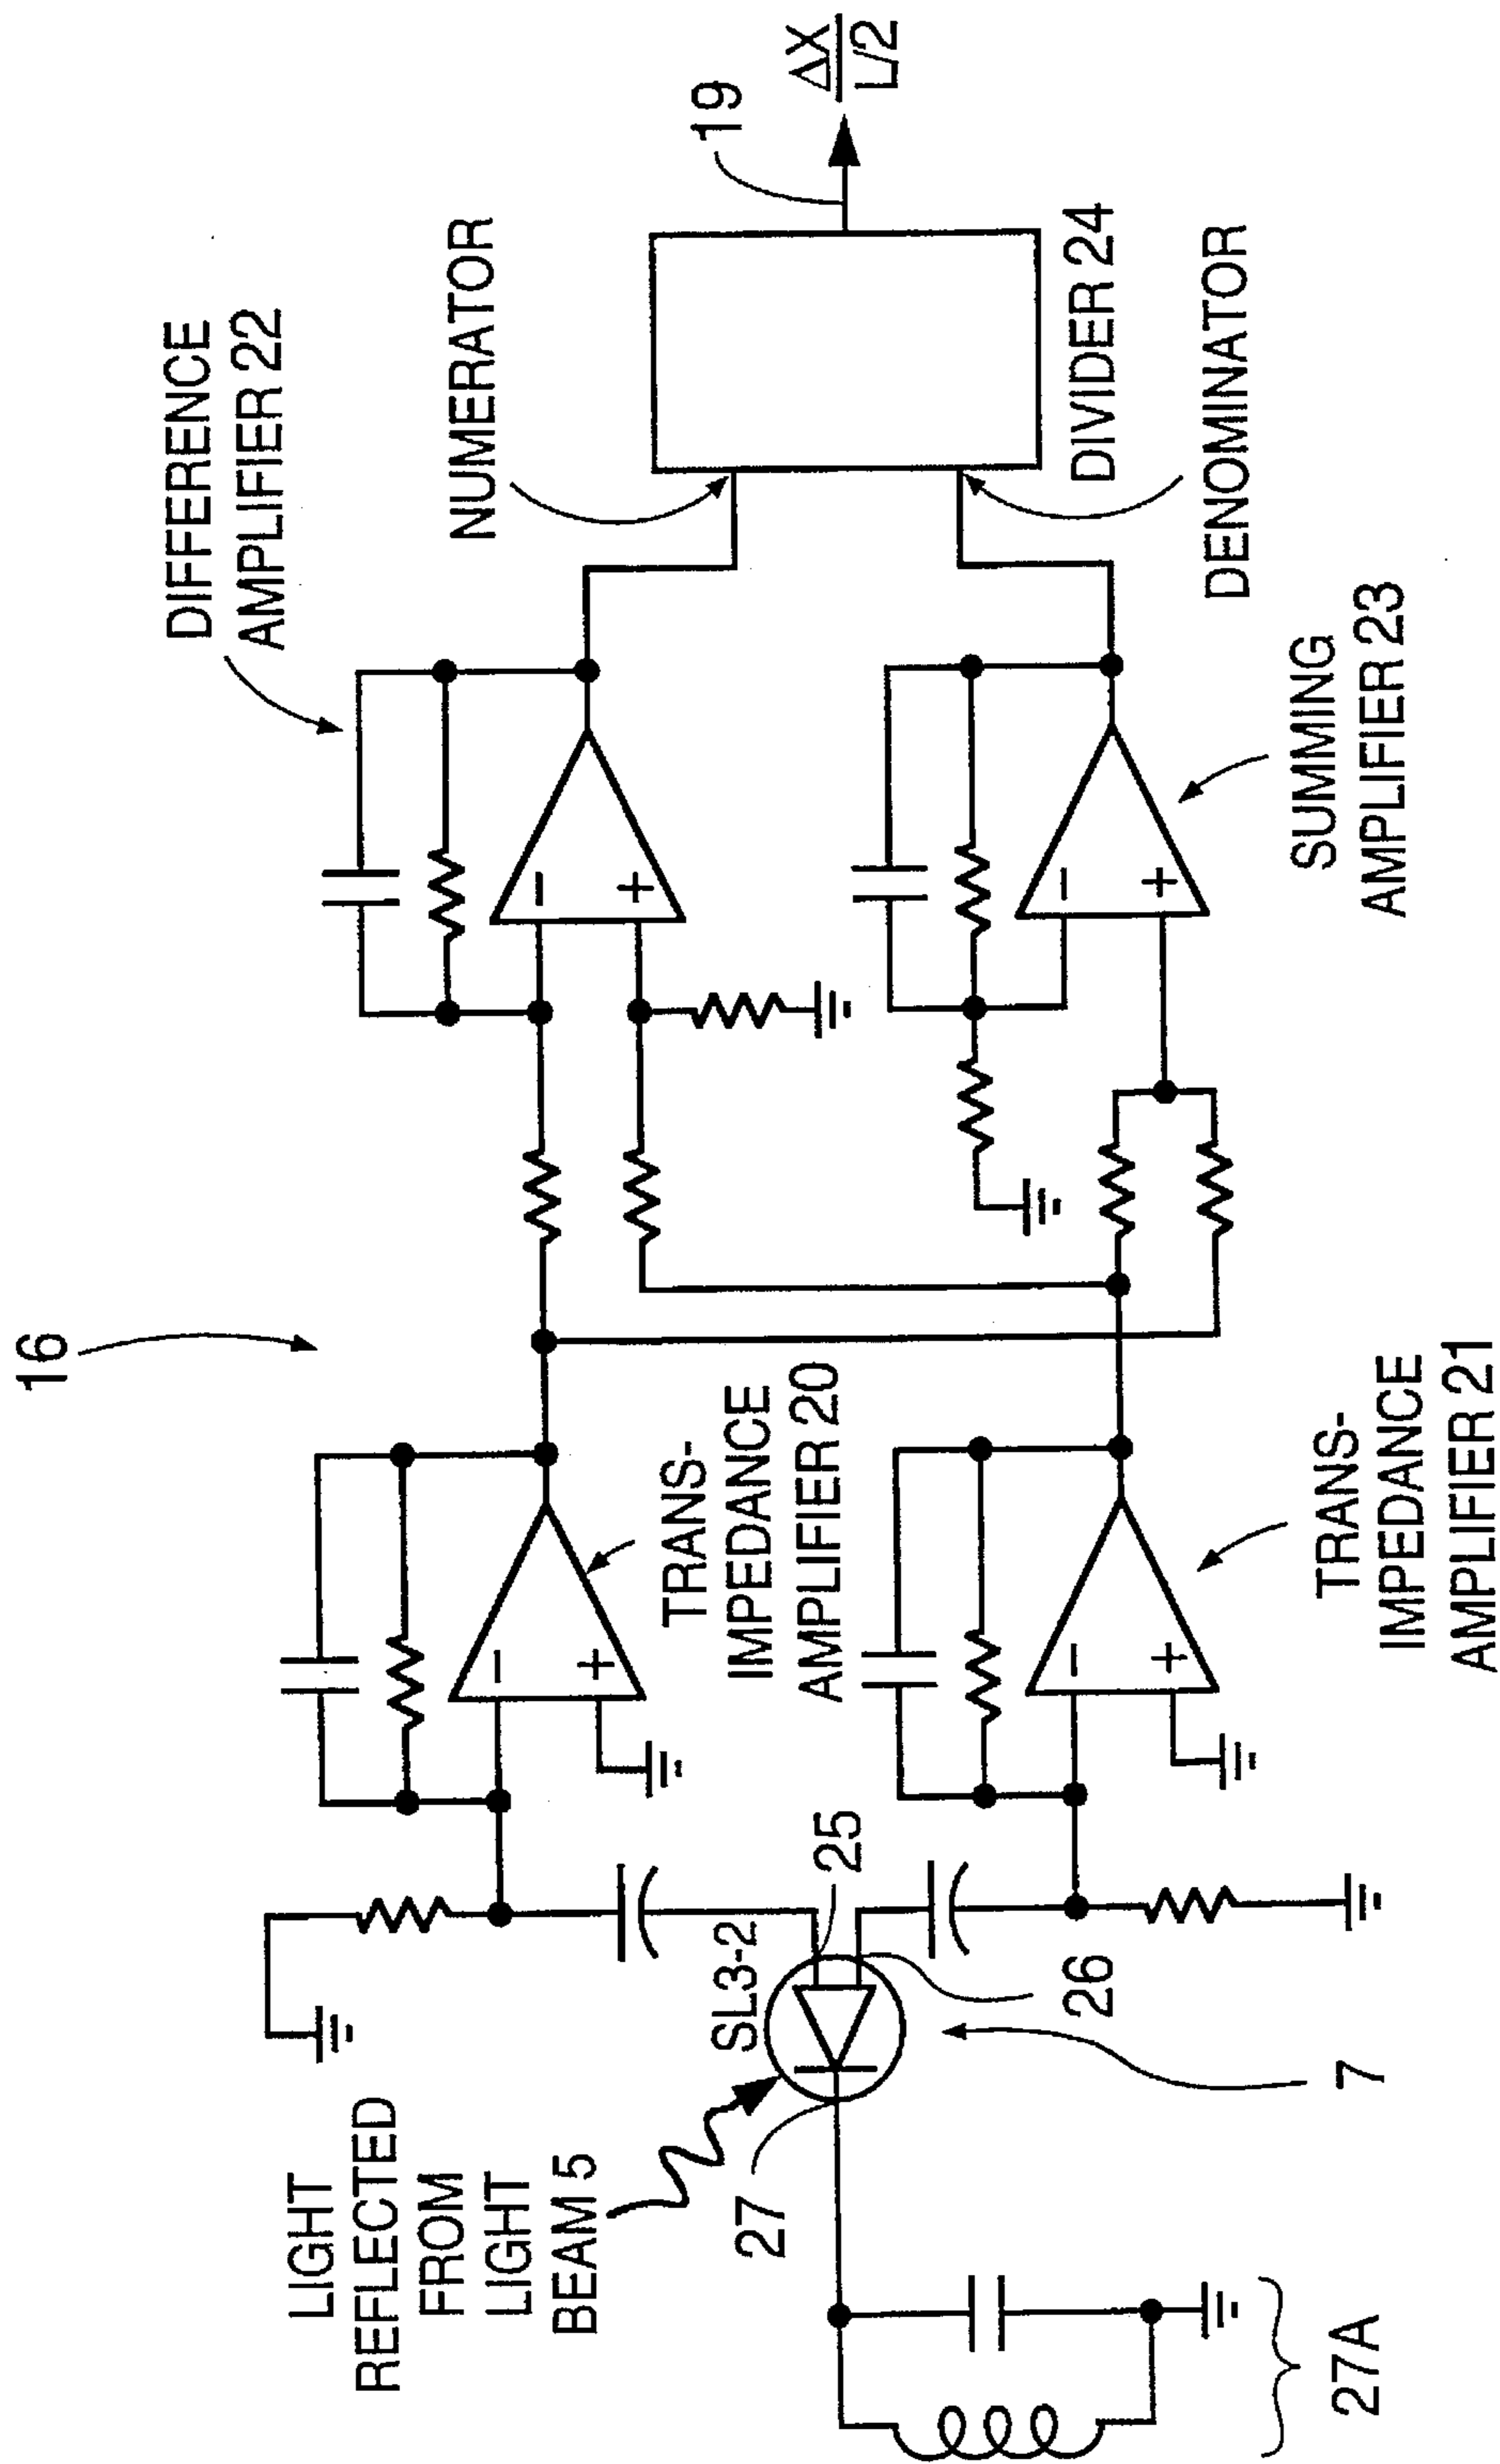 16
DIFFERENCE
AMPLIFIER 22
NUMERATOR
19
ΔX
L/2
DIVIDER 24
DENOMINATOR
SUMMING
AMPLIFIER 23
TRANS-
IMPEDANCE
AMPLIFIER 20
TRANS-
IMPEDANCE
AMPLIFIER 21
LIGHT
REFLECTED
FROM
LIGHT
BEAM 5
SL3-2
25
26
27
7
27A
−
+
−
+
−
+
−
+